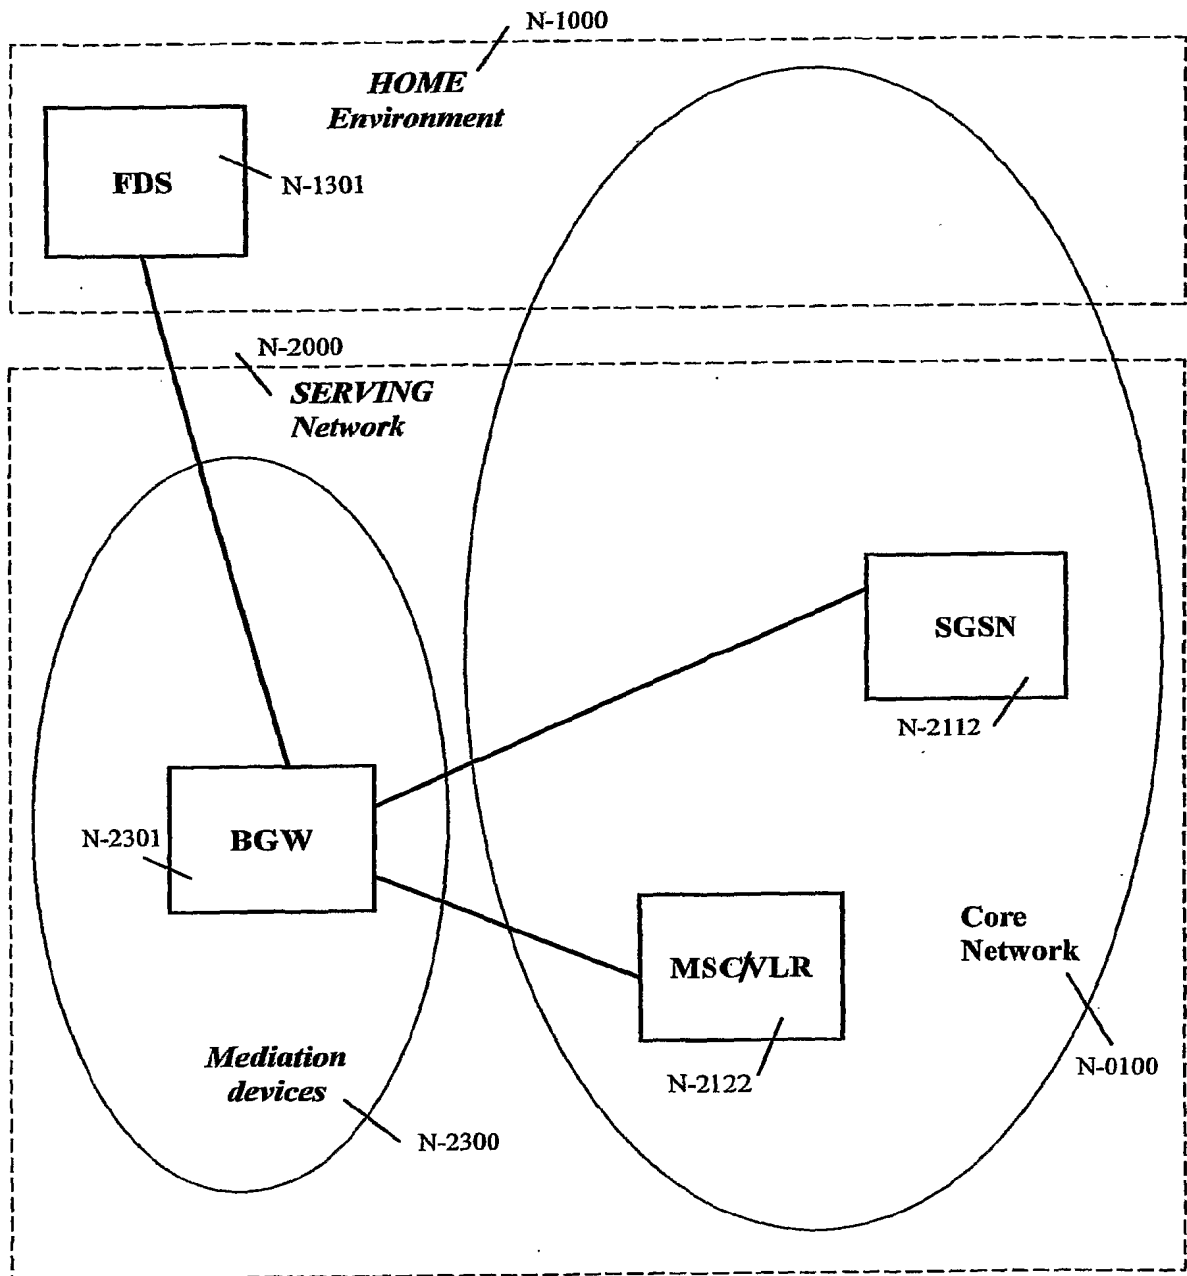 N-1000
HOME
Environment
FDS
N-1301
N-2000
SERVING
Network
SGSN
N-2112
N-2301
BGW
MSC/VLR
Core
Network
Mediation
devices
N-2122
N-0100
N-2300